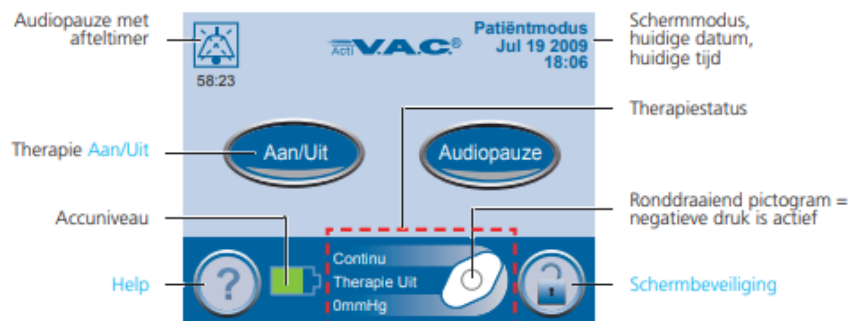 Audiopauze met
afteltimer
58:23
Acti V.A.C.®
Patiëntmodus
Jul 19 2009
18:06
Schermmodus,
huidige datum,
huidige tijd
Therapiestatus
Therapie Aan/Uit
Aan/Uit
Audiopauze
Accuniveau
Ronddraaiend pictogram =
negatieve druk is actief
Help
?
Continu
Therapie Uit
0mmHg
Schermbeveiliging